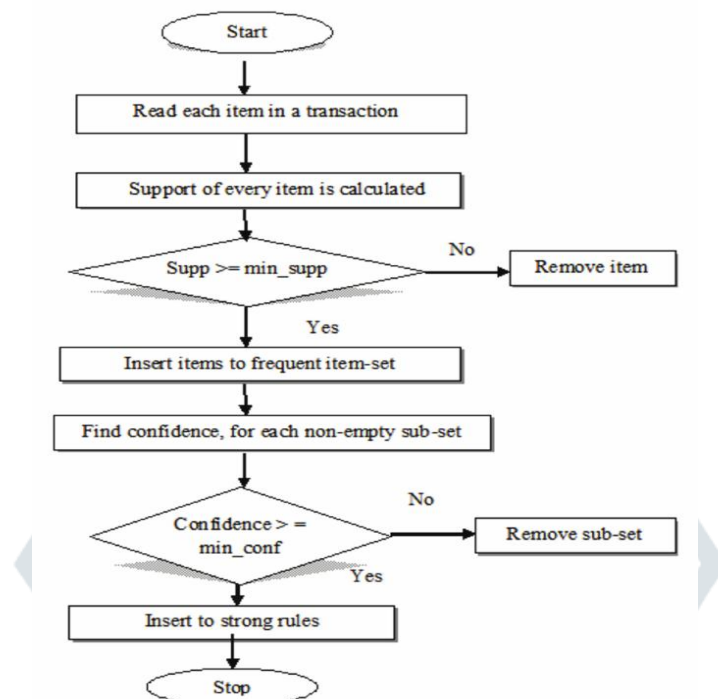 Start
Read each item in a transaction
Support of every item is calculated
Supp >= min_supp
No
Remove item
Yes
Insert items to frequent item-set
Find confidence, for each non-empty sub-set
Confidence > =
min_conf
No
Remove sub-set
Yes
Insert to strong rules
Stop